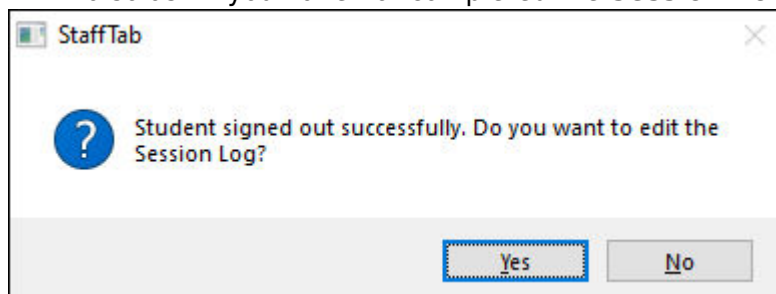 StaffTab
Student signed out successfully. Do you want to edit the
Session Log?
Yes
No